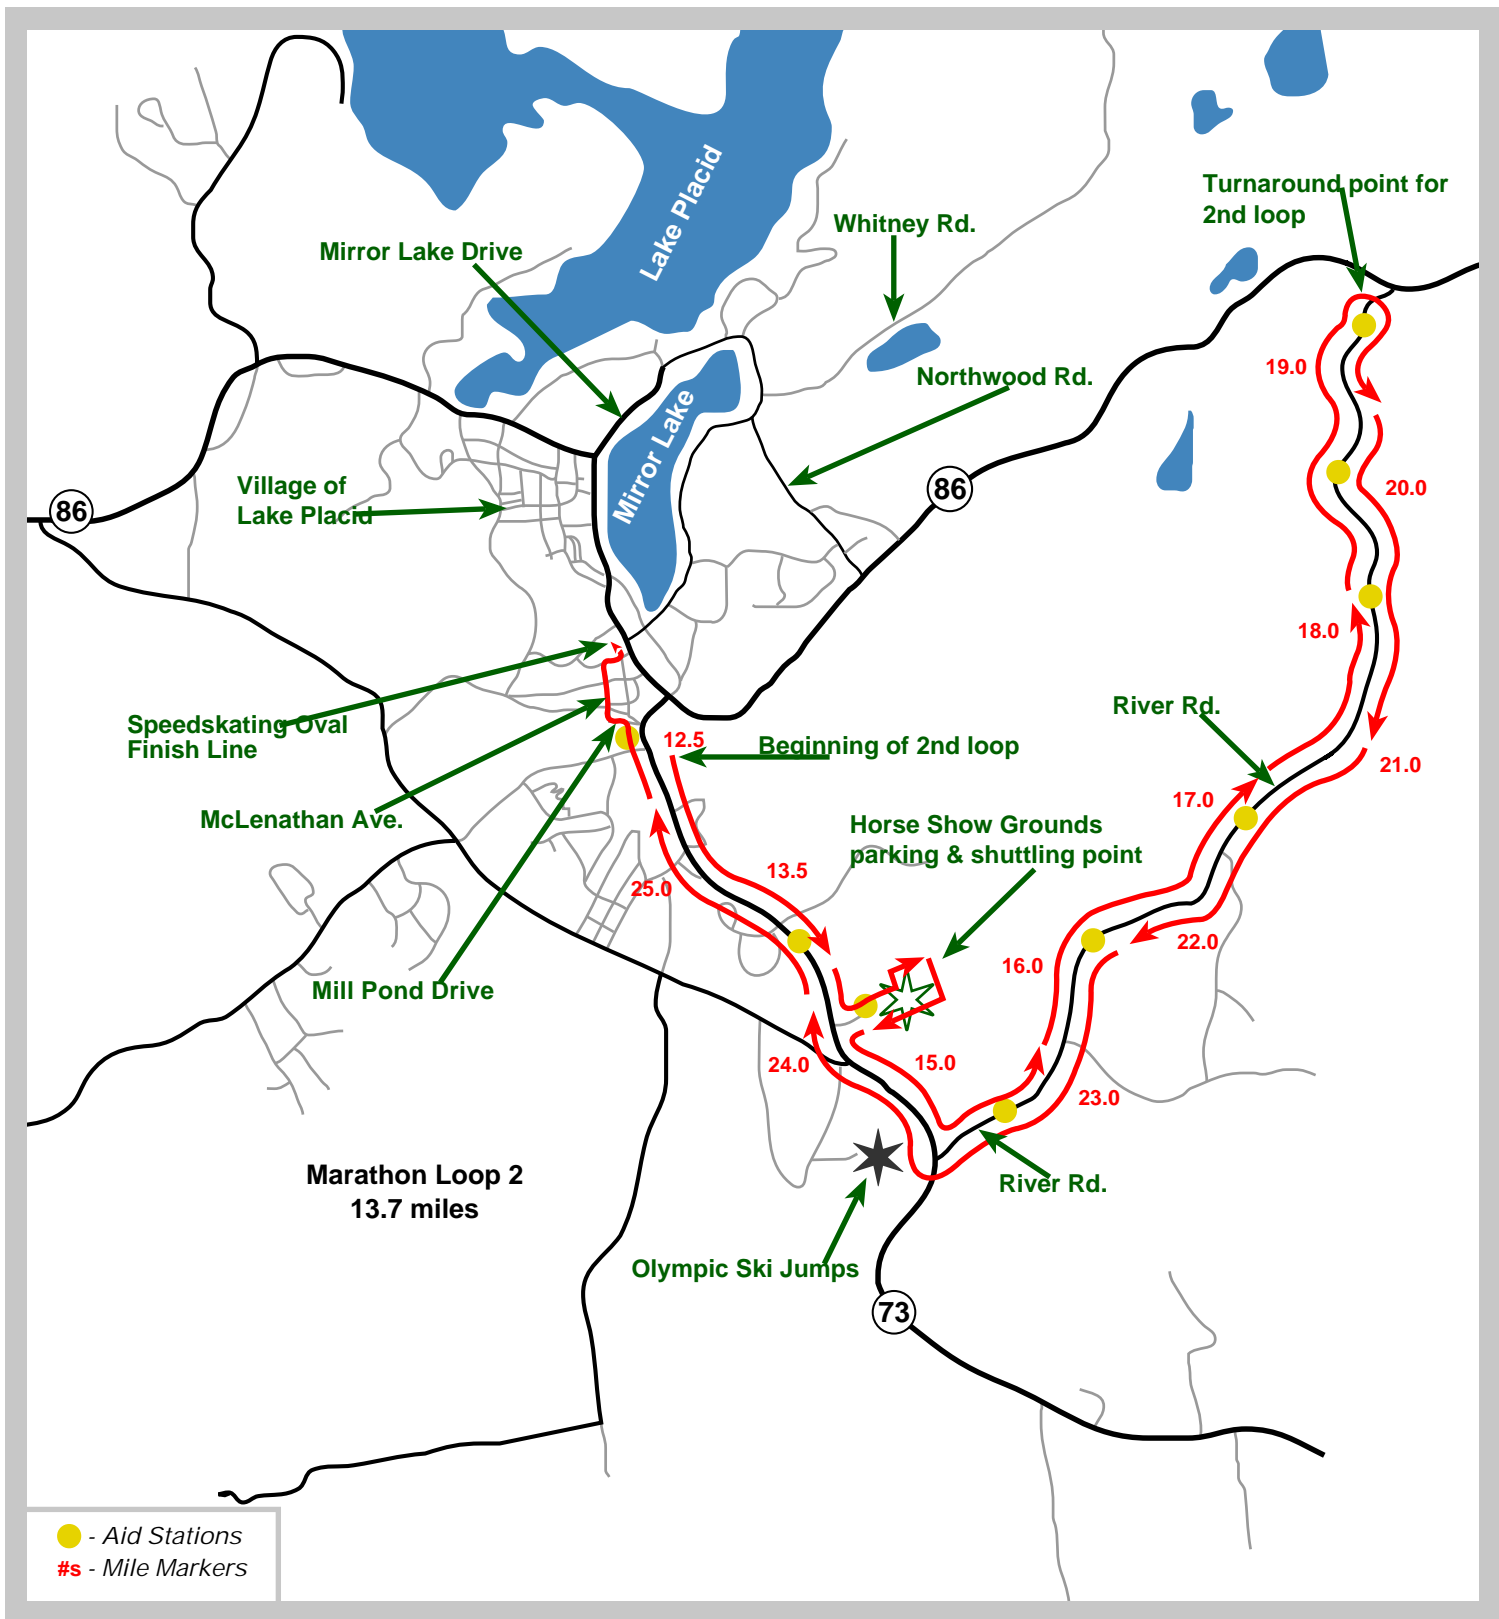 Turnaround point for
2nd loop
Whitney Rd.
Mirror Lake Drive
Lake Placid
Northwood Rd.
19.0
Mirror Lake
Village of
Lake Placid
86
86
20.0
18.0
River Rd.
Speedskating Oval
Finish Line
12.5
Beginning of 2nd loop
21.0
17.0
McLenathan Ave.
Horse Show Grounds
parking & shuttling point
13.5
25.0
22.0
16.0
Mill Pond Drive
24.0
15.0
23.0
Marathon Loop 2
13.7 miles
River Rd.
Olympic Ski Jumps
73
- Aid Stations
#s - Mile Markers